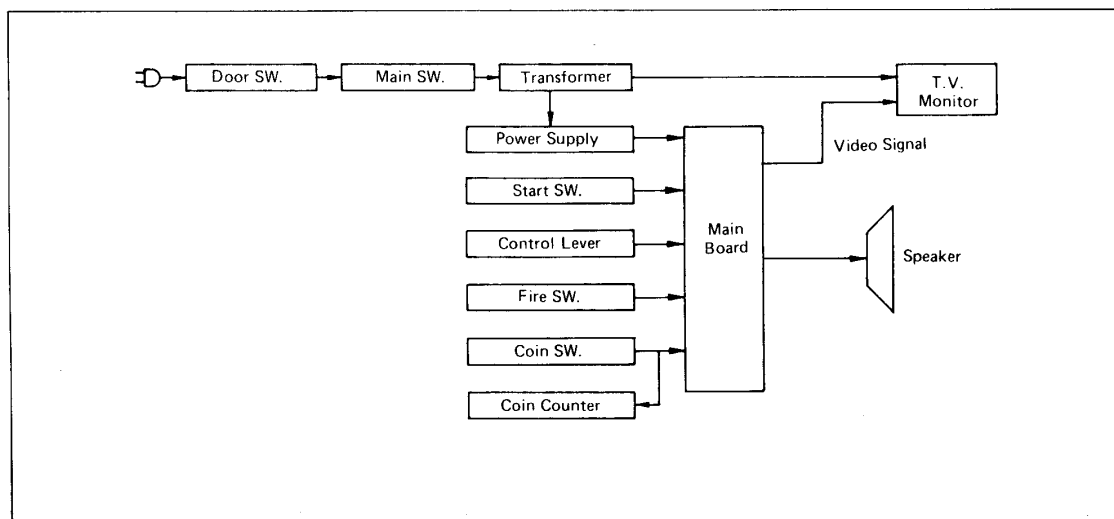 Door SW.
Main SW.
Transformer
T.V.
Monitor
Power Supply
Video Signal
Start SW.
Main
Board
Control Lever
Speaker
Fire SW.
Coin SW.
Coin Counter